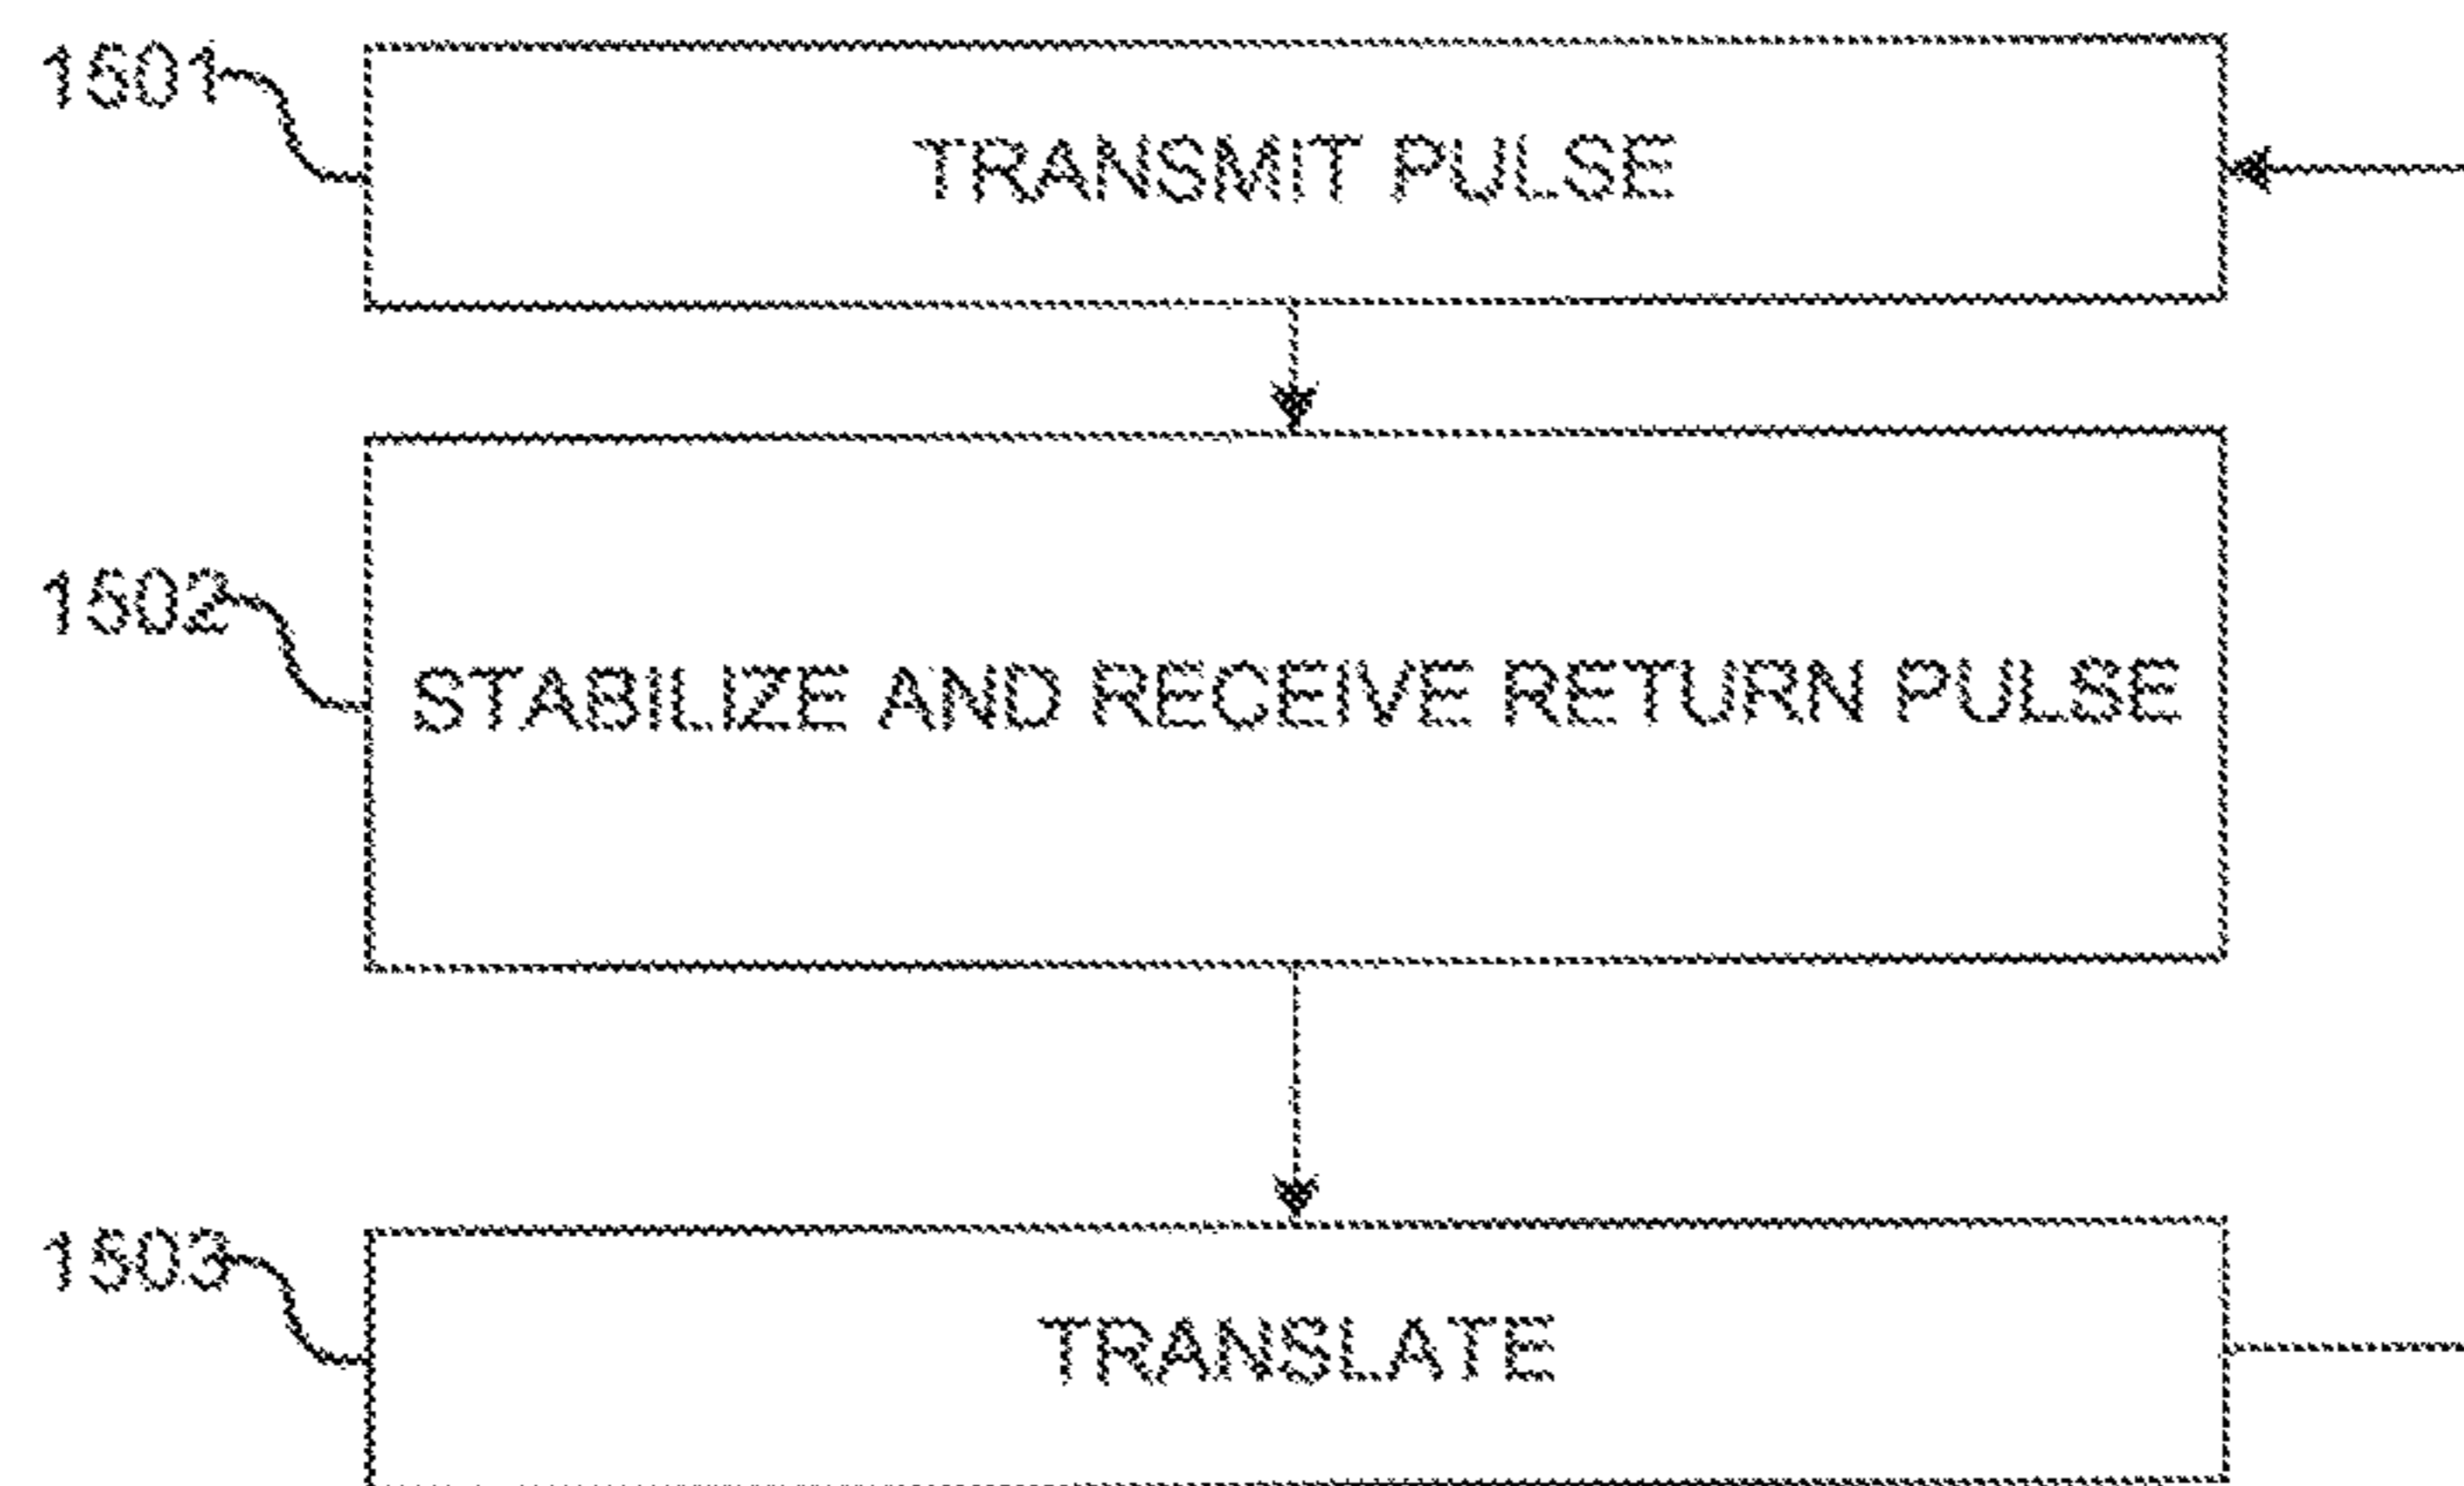 1501
TRANSMIT PULSE
1502
STABILIZE AND RECEIVE RETURN PULSE
1503
TRANSLATE